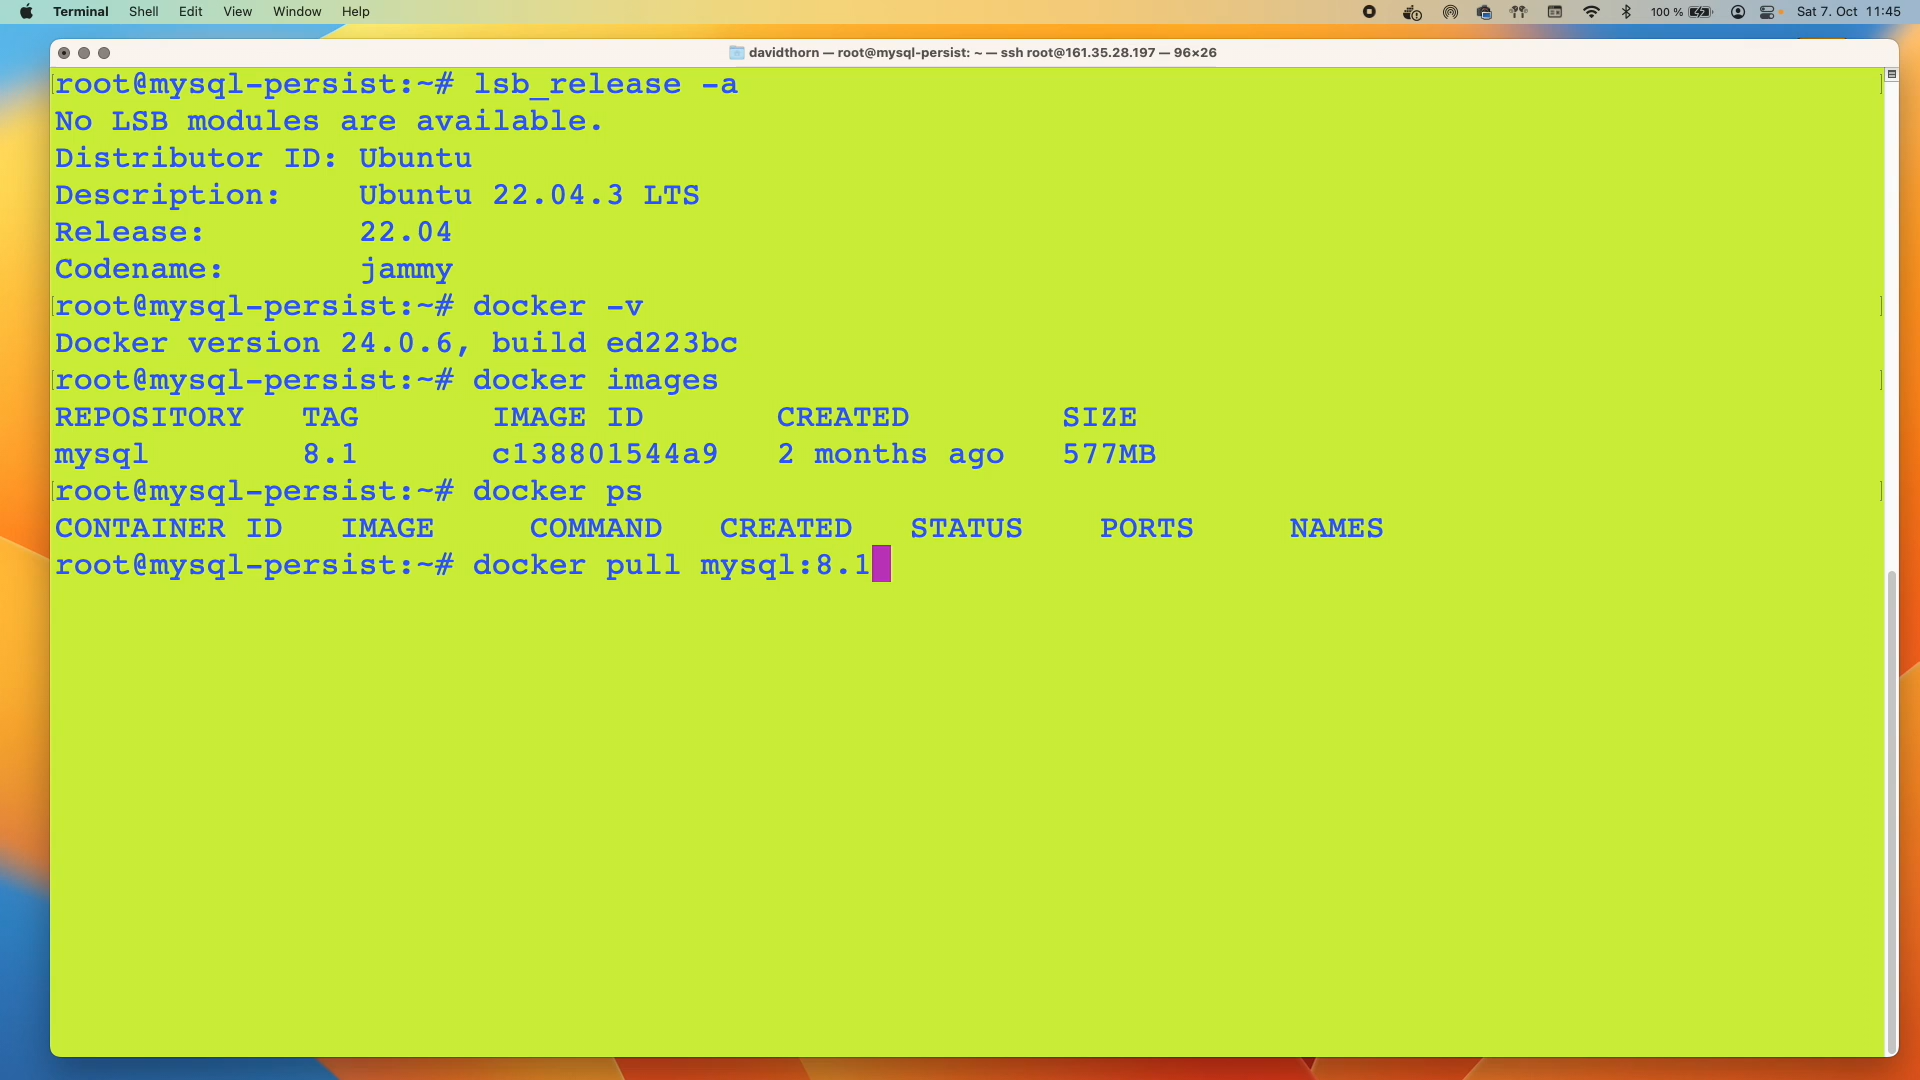 Terminal Shell Edit View Window Help 100 % Sat 7. Oct 11:45
davidthorn — root@mysql-persist: ~ — ssh root@161.35.28.197 — 96×26
root@mysql-persist:~# lsb_release -a
No LSB modules are available.
Distributor ID: Ubuntu
Description: Ubuntu 22.04.3 LTS
Release: 22.04
Codename: jammy
root@mysql-persist:~# docker -v
Docker version 24.0.6, build ed223bc
root@mysql-persist:~# docker images
REPOSITORY TAG IMAGE ID CREATED SIZE
mysql 8.1 c138801544a9 2 months ago 577MB
root@mysql-persist:~# docker ps
CONTAINER ID IMAGE COMMAND CREATED STATUS PORTS NAMES
root@mysql-persist:~# docker pull mysql:8.1